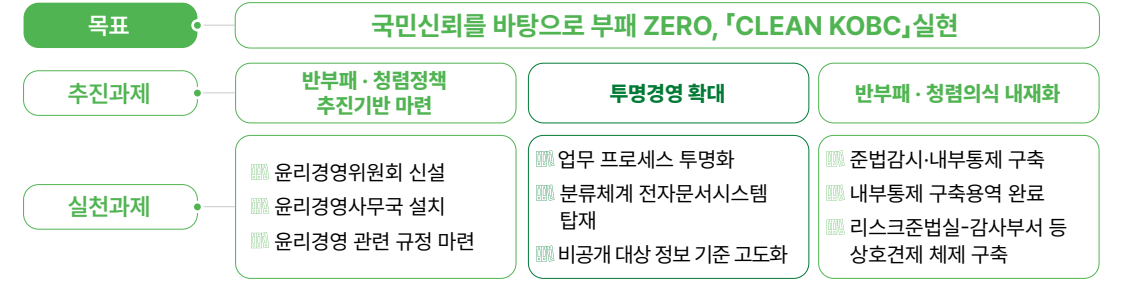 목표
국민신뢰를 바탕으로 부패 ZERO, 「CLEAN KOBC」실현
추진과제
반부패 · 청렴정책
추진기반 마련
투명경영 확대
반부패 · 청렴의식 내재화
실천과제
윤리경영위원회 신설
윤리경영사무국 설치
윤리경영 관련 규정 마련
업무 프로세스 투명화
분류체계 전자문서시스템
탑재
비공개 대상 정보 기준 고도화
준법감시·내부통제 구축
내부통제 구축용역 완료
리스크준법실-감사부서 등
상호견제 체제 구축